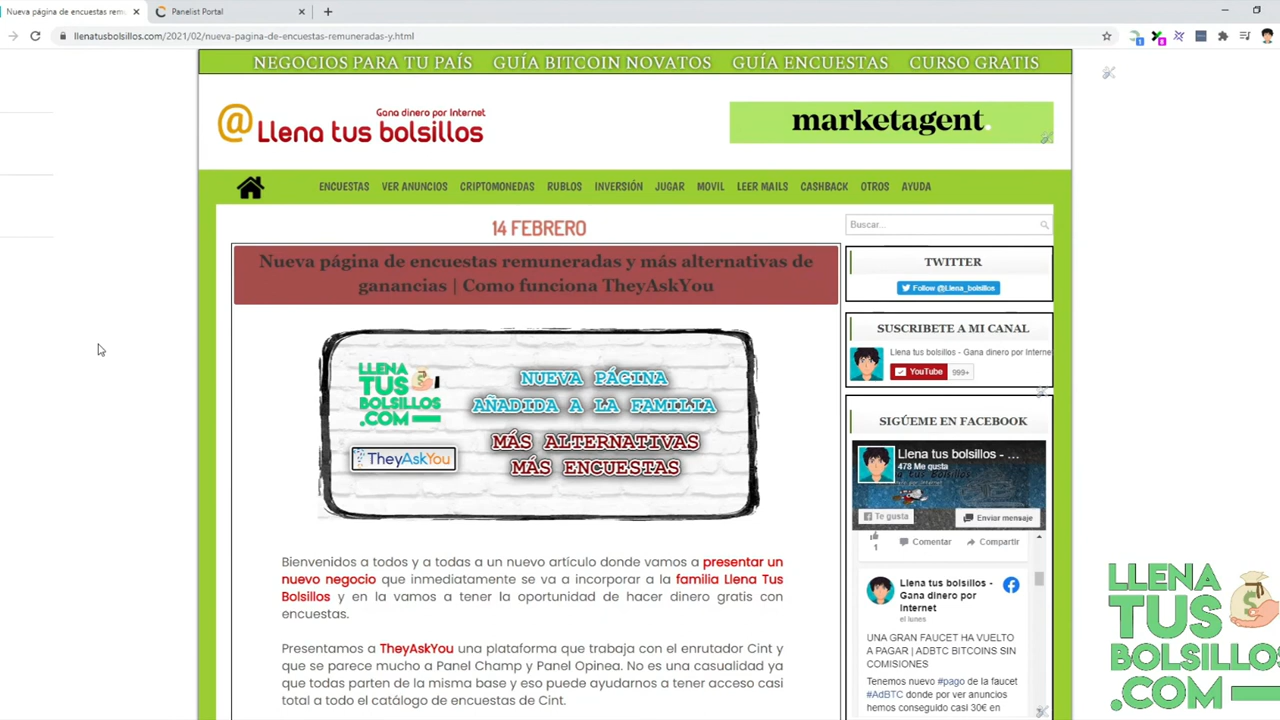 Nueva página de encuestas remu
Panelist Portal
llenatusbolsillos.com/2021/02/nueva-pagina-de-encuestas-remuneradas-y.html
1
8
NEGOCIOS PARA TU PAÍS GUÍA BITCOIN NOVATOS GUÍA ENCUESTAS CURSO GRATIS
Gana dinero por Internet
@Llena tus bolsillos
marketagent.
ENCUESTAS VER ANUNCIOS CRIPTOMONEDAS RUBLOS INVERSIÓN JUGAR MOVIL LEER MAILS CASHBACK OTROS AYUDA
14 FEBRERO
Nueva página de encuestas remuneradas y más alternativas de
ganancias | Como funciona TheyAskYou
LLENA
TUS
BOLSILLOS
.COM
TheyAskYou
NUEVA PÁGINA
AÑADIDA A LA FAMILIA
MÁS ALTERNATIVAS
MÁS ENCUESTAS
Bienvenidos a todos y a todas a un nuevo artículo donde vamos a presentar un
nuevo negocio que inmediatamente se va a incorporar a la familia Llena Tus
Bolsillos y en la vamos a tener la oportunidad de hacer dinero gratis con
encuestas.
Presentamos a TheyAskYou una plataforma que trabaja con el enrutador Cint y
que se parece mucho a Panel Champ y Panel Opinea. No es una casualidad ya
que todas parten de la misma base y eso puede ayudarnos a tener acceso casi
total a todo el catálogo de encuestas de Cint.
Buscar...
TWITTER
Follow @Llena_bolsillos
SUSCRIBETE A MI CANAL
Llena tus bolsillos - Gana dinero por Interne
YouTube 999+
SIGÚEME EN FACEBOOK
Llena tus bolsillos - ...
478 Me gusta
Te gusta
Enviar mensaje
1
Comentar
Compartir
Llena tus bolsillos -
Gana dinero por
Internet
el lunes
UNA GRAN FAUCET HA VUELTO
A PAGAR | ADBTC BITCOINS SIN
COMISIONES
Tenemos nuevo #pago de la faucet
#AdBTC donde por ver anuncios
hemos conseguido casi 30€ en
LLENA
TUS
BOLSILLOS
.COM